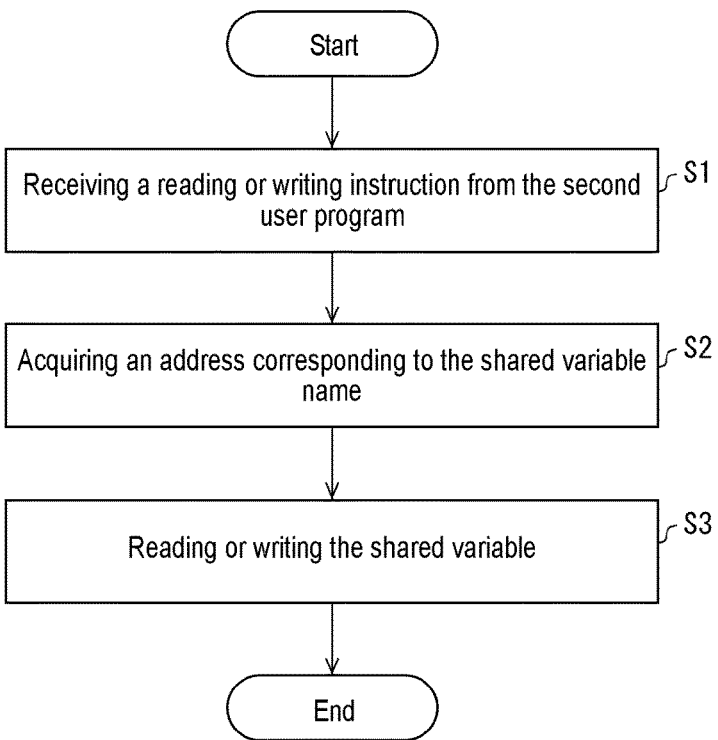 Start
Receiving a reading or writing instruction from the second
user program
S1
Acquiring an address corresponding to the shared variable
name
S2
Reading or writing the shared variable
S3
End